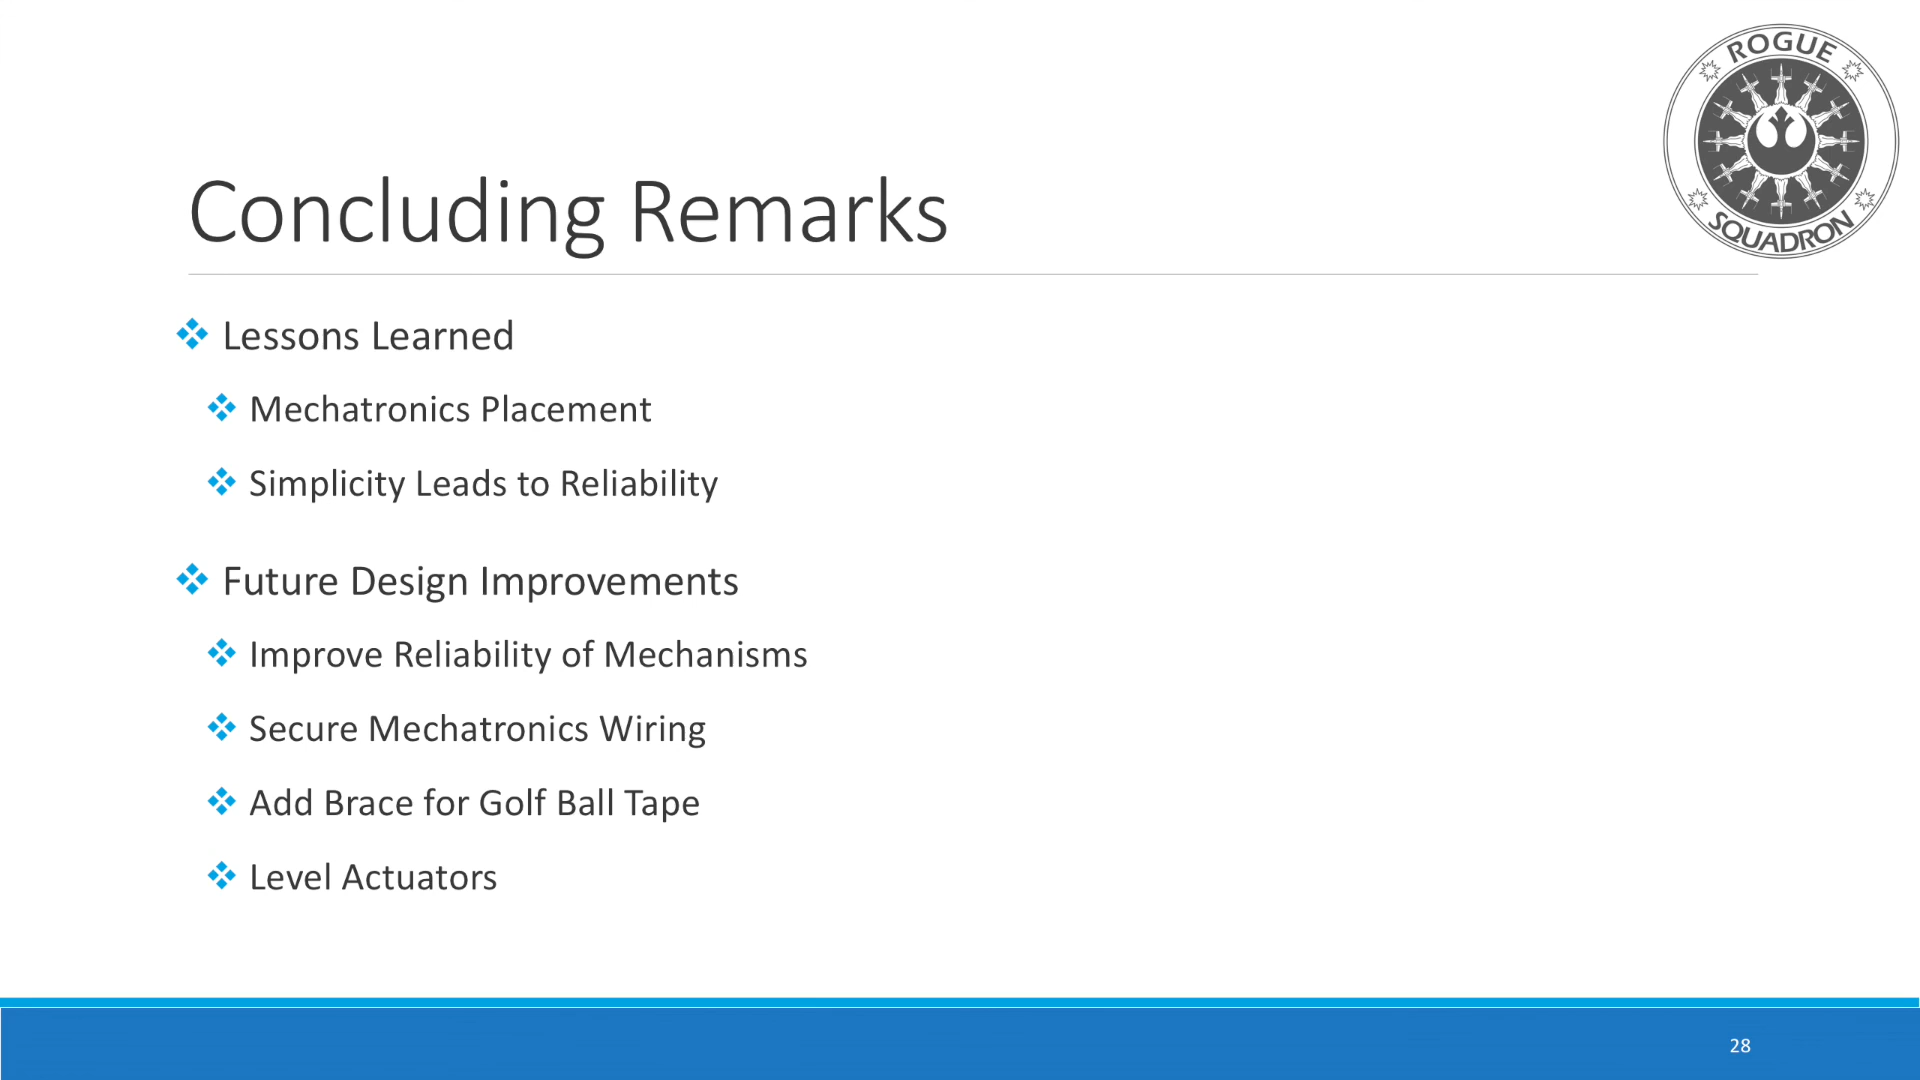 ROGUE
SQUADRON
Concluding Remarks
Lessons Learned
Mechatronics Placement
Simplicity Leads to Reliability
Future Design Improvements
Improve Reliability of Mechanisms
Secure Mechatronics Wiring
Add Brace for Golf Ball Tape
Level Actuators
28